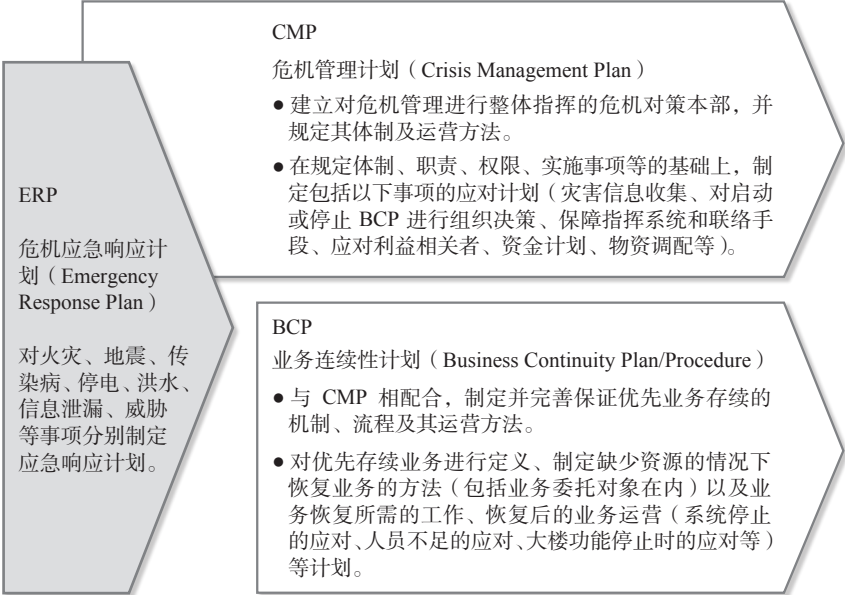 CMP
危机管理计划（Crisis Management Plan）
● 建立对危机管理进行整体指挥的危机对策本部，并
规定其体制及运营方法。
● 在规定体制、职责、权限、实施事项等的基础上，制
定包括以下事项的应对计划（灾害信息收集、对启动
或停止 BCP 进行组织决策、保障指挥系统和联络手
段、应对利益相关者、资金计划、物资调配等）。
ERP
危机应急响应计
划（Emergency
Response Plan）
对火灾、地震、传
染病、停电、洪水、
信息泄漏、威胁
等事项分别制定
应急响应计划。
BCP
业务连续性计划（Business Continuity Plan/Procedure）
● 与 CMP 相配合，制定并完善保证优先业务存续的
机制、流程及其运营方法。
● 对优先存续业务进行定义、制定缺少资源的情况下
恢复业务的方法（包括业务委托对象在内）以及业
务恢复所需的工作、恢复后的业务运营（系统停止
的应对、人员不足的应对、大楼功能停止时的应对等）
等计划。